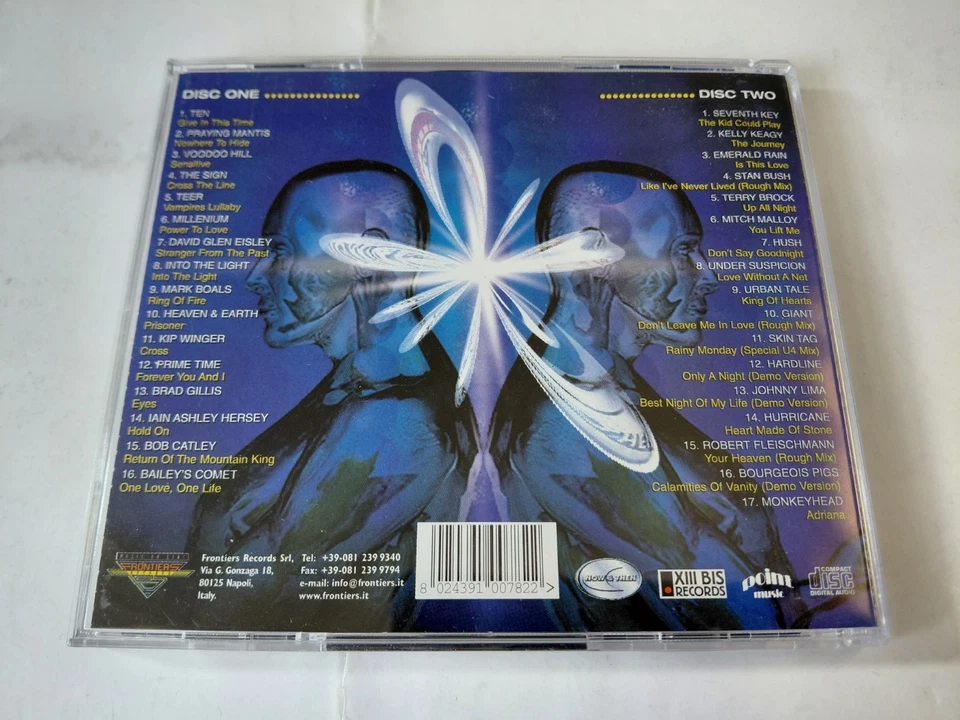 DISC ONE
1. TEN
Give In This Time
2. PRAYING MANTIS
Nowhere To Hide
3. VOODOO HILL
Sensitive
4. THE SIGN
Cross The Line
5. TEER
Vampires Lullaby
6. MILLENIUM
Power To Love
7. DAVID GLEN EISLEY
Stranger From The Past
8. INTO THE LIGHT
Into The Light
9. MARK BOALS
Ring Of Fire
10. HEAVEN & EARTH
Prisoner
11. KIP WINGER
Cross
12. PRIME TIME
Forever You And I
13. BRAD GILLIS
Eyes
14. IAIN ASHLEY HERSEY
Hold On
15. BOB CATLEY
Return Of The Mountain King
16. BAILEY'S COMET
One Love, One Life
DISC TWO
1. SEVENTH KEY
The Kid Could Play
2. KELLY KEAGY
The Journey
3. EMERALD RAIN
Is This Love
4. STAN BUSH
Like I've Never Lived (Rough Mix)
5. TERRY BROCK
Up All Night
6. MITCH MALLOY
You Lift Me
7. HUSH
Don't Say Goodnight
8. UNDER SUSPICION
Love Without A Net
9. URBAN TALE
King Of Hearts
10. GIANT
Don't Leave Me In Love (Rough Mix)
11. SKIN TAG
Rainy Monday (Special U4 Mix)
12. HARDLINE
Only A Night (Demo Version)
13. JOHNNY LIMA
Best Night Of My Life (Demo Version)
14. HURRICANE
Heart Made Of Stone
15. ROBERT FLEISCHMANN
Your Heaven (Rough Mix)
16. BOURGEOIS PIGS
Calamities Of Vanity (Demo Version)
17. MONKEYHEAD
Adriana
FRONTIERS
Frontiers Records Srl,
Via G. Gonzaga 18,
80125 Napoli,
Italy.
Tel: +39-081 239 9340
Fax: +39-081 239 9794
e-mail: info@frontiers.it
www.frontiers.it
8 024391 007822 >
NOW & THEN
XIII BIS
RECORDS
point
music
COMPACT
disc
DIGITAL AUDIO